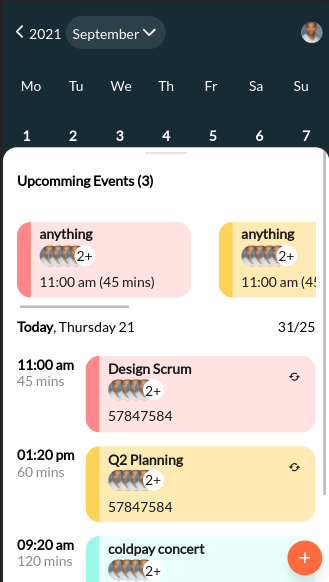 2021 September
Mo Tu We Th Fr Sa Su
1 2 3 4 5 6 7
Upcomming Events (3)
anything
2+
11:00 am (45 mins)
anything
2+
11:00 am (45
Today, Thursday 21 31/25
11:00 am
45 mins
Design Scrum
2+
57847584
01:20 pm
60 mins
Q2 Planning
2+
57847584
09:20 am
120 mins
coldpay concert
2+
+